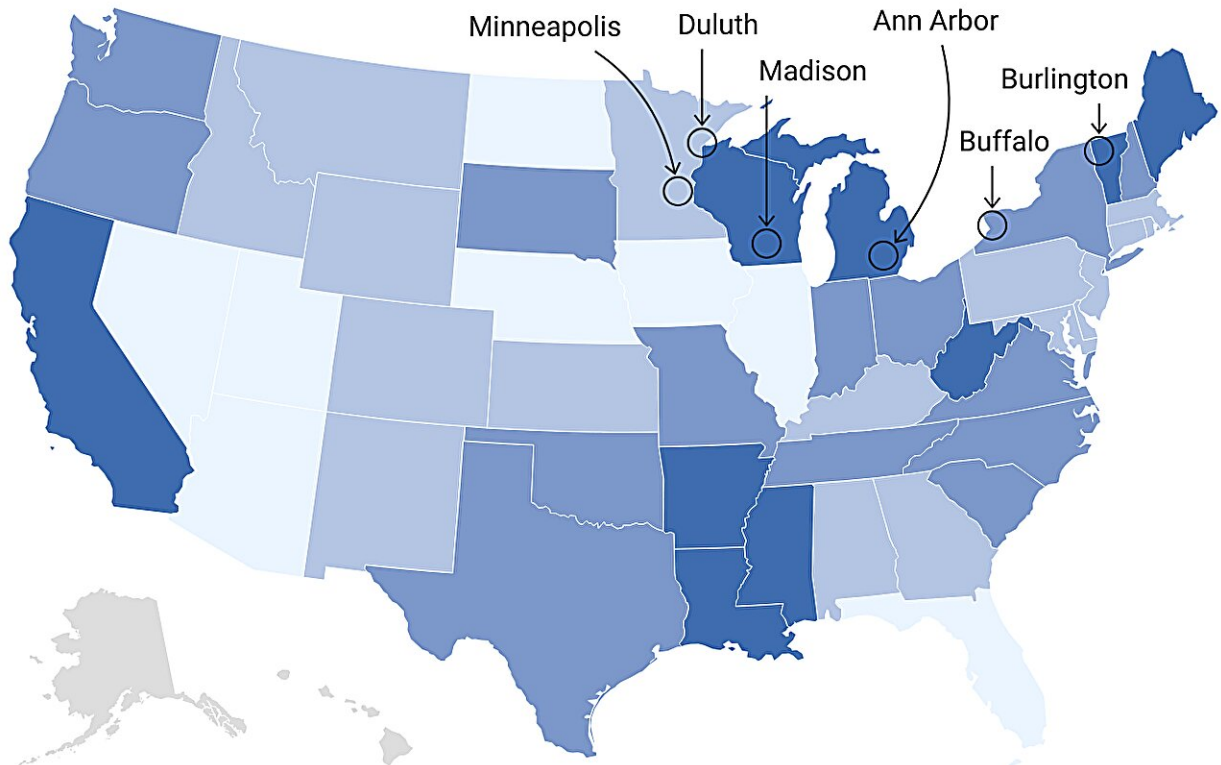 Minneapolis
Duluth
Ann Arbor
Madison
Burlington
Buffalo